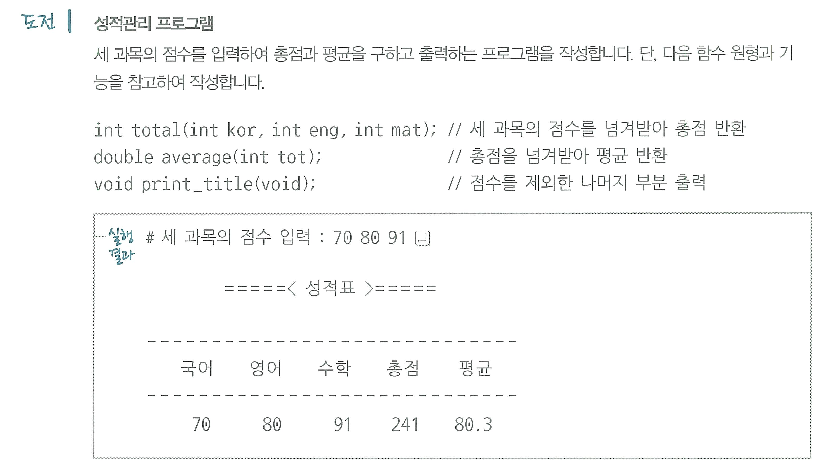 도전 성적관리 프로그램
세 과목의 점수를 입력하여 총점과 평균을 구하고 출력하는 프로그램을 작성합니다. 단, 다음 함수 원형과 기
능을 참고하여 작성합니다.
int total(int kor, int eng, int mat); // 세 과목의 점수를 넘겨받아 총점 반환
double average(int tot); // 총점을 넘겨받아 평균 반환
void print_title(void); // 점수를 제외한 나머지 부분 출력
실행
결과
# 세 과목의 점수 입력 : 70 80 91
=====< 성적표 >=====
-----------------------------
국어 영어 수학 총점 평균
-----------------------------
70 80 91 241 80.3